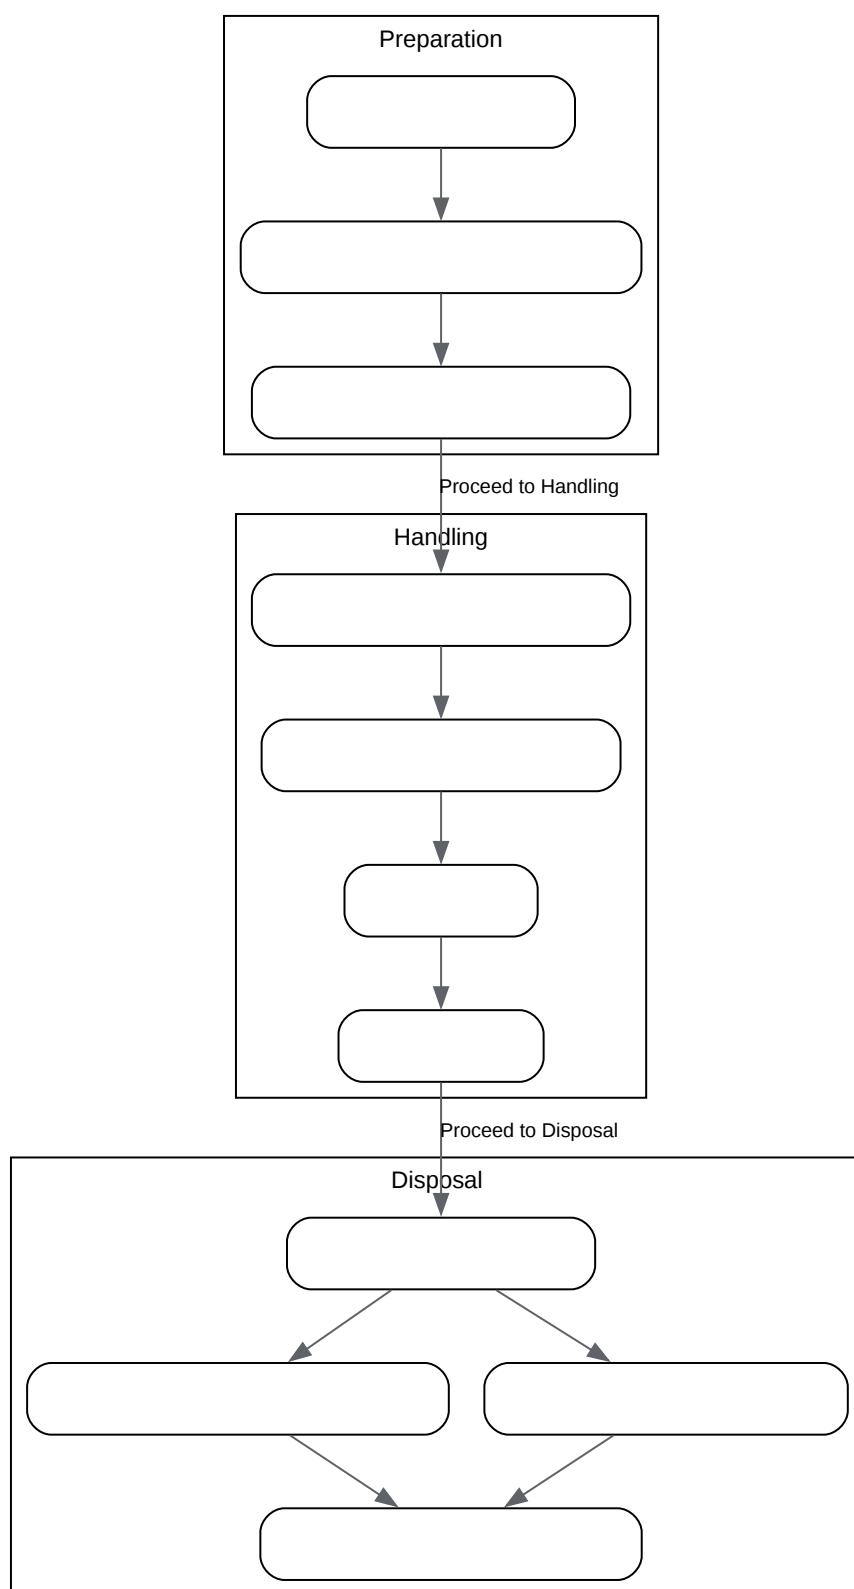 Preparation
Proceed to Handling
Handling
Proceed to Disposal
Disposal